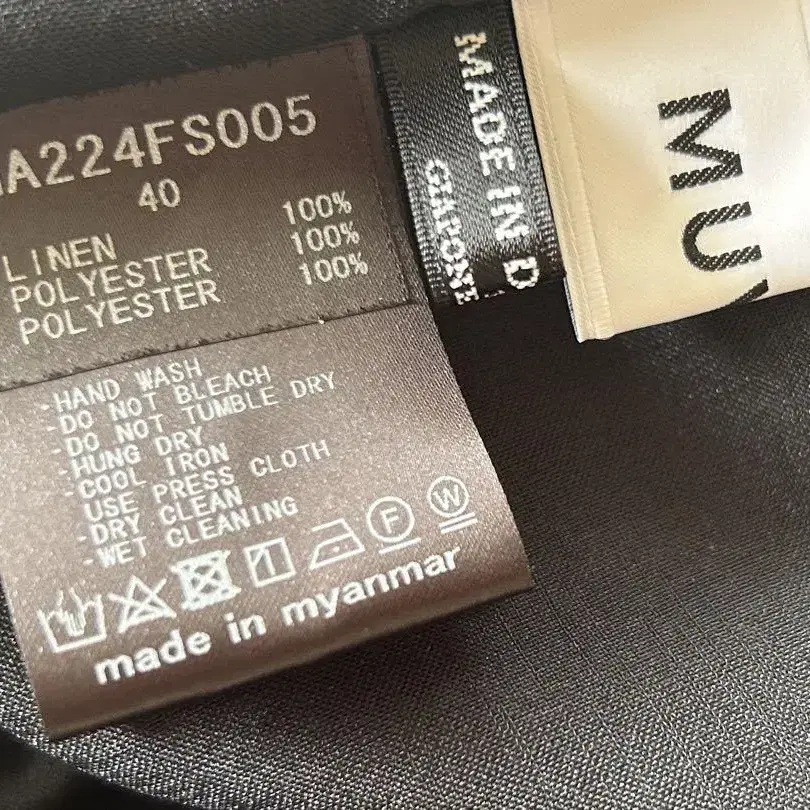 A224FS005
40
LINEN 100%
POLYESTER 100%
POLYESTER 100%
-HAND WASH
-DO NOT BLEACH
-DO NOT TUMBLE DRY
-HUNG DRY
-COOL IRON
USE PRESS CLOTH
-DRY CLEAN
-WET CLEANING
F
W
made in myanmar
MADE IN
MU